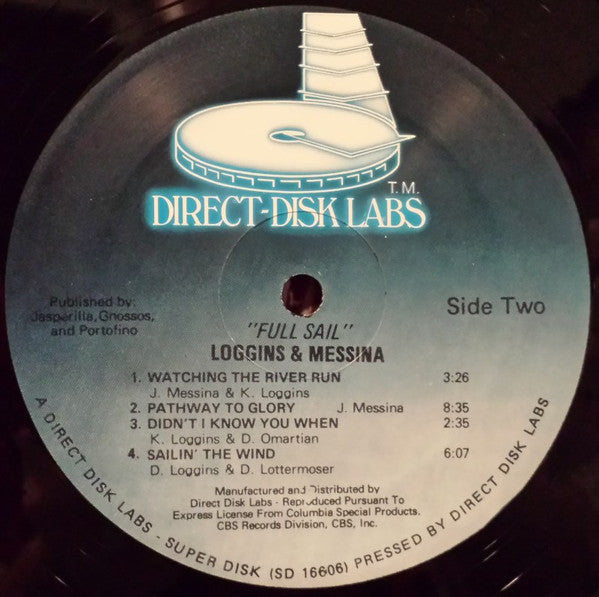 T.M.
DIRECT-DISK LABS
Published by:
Jasperilla, Gnossos,
and Portofino
Side Two
"FULL SAIL"
LOGGINS & MESSINA
1. WATCHING THE RIVER RUN 3:26
J. Messina & K. Loggins
2. PATHWAY TO GLORY J. Messina 8:35
3. DIDN'T I KNOW YOU WHEN 2:35
K. Loggins & D. Omartian
4. SAILIN' THE WIND 6:07
D. Loggins & D. Lottermoser
Manufactured and Distributed by
Direct Disk Labs - Reproduced Pursuant To
Express License From Columbia Special Products.
CBS Records Division, CBS, Inc.
A DIRECT DISK LABS - SUPER DISK (SD 16606) PRESSED BY DIRECT DISK LABS